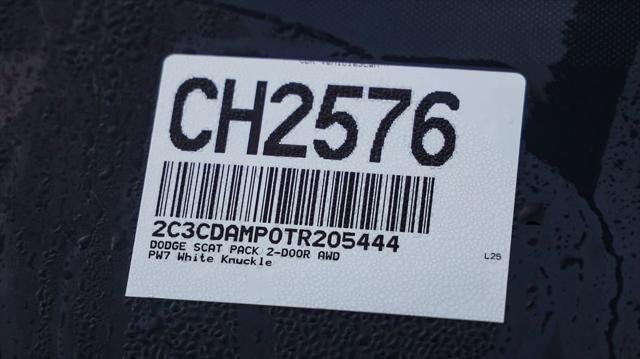 CH2576
2C3CDAMP0TR205444
DODGE SCAT PACK 2-DOOR AWD
PW7 White Knuckle
L25